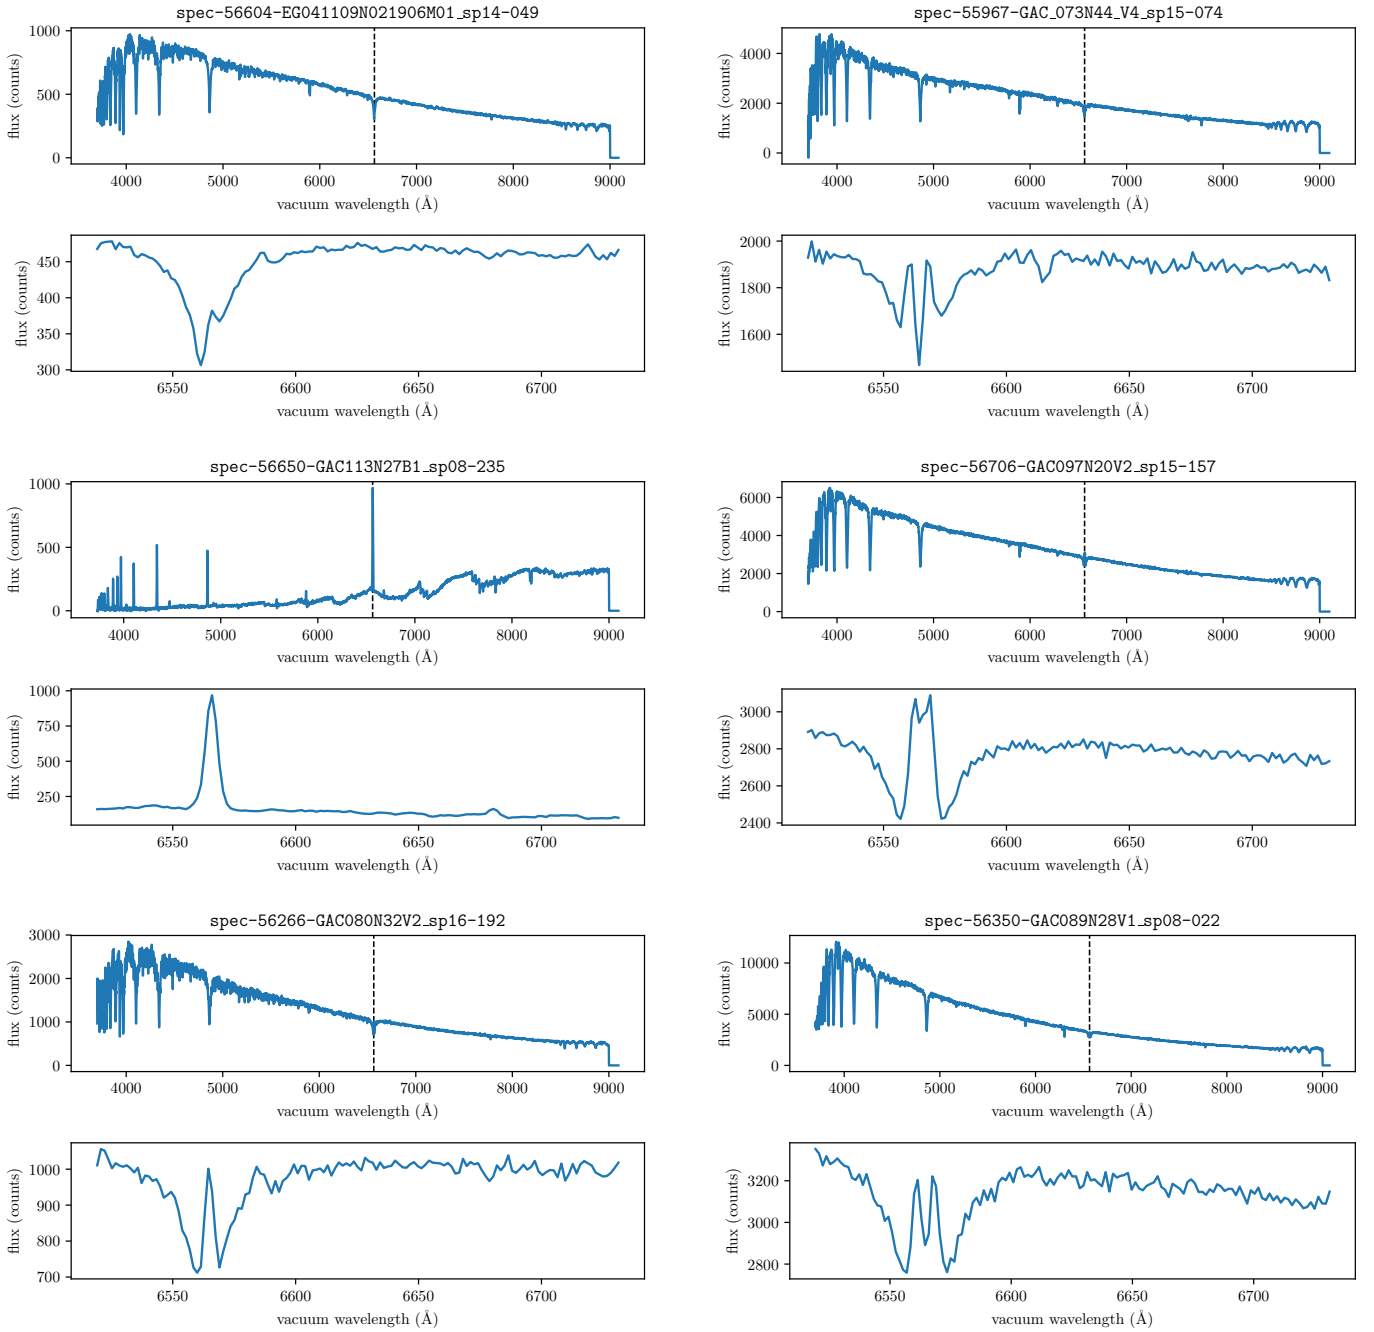 spec-56604-EG041109N021906M01_sp14-049
flux (counts)
1000
500
0
4000 5000 6000 7000 8000 9000
vacuum wavelength (Å)
flux (counts)
450
400
350
300
6550 6600 6650 6700
vacuum wavelength (Å)
spec-55967-GAC_073N44_V4_sp15-074
flux (counts)
4000
2000
0
4000 5000 6000 7000 8000 9000
vacuum wavelength (Å)
flux (counts)
2000
1800
1600
6550 6600 6650 6700
vacuum wavelength (Å)
spec-56650-GAC113N27B1_sp08-235
flux (counts)
1000
500
0
4000 5000 6000 7000 8000 9000
vacuum wavelength (Å)
flux (counts)
1000
750
500
250
6550 6600 6650 6700
vacuum wavelength (Å)
spec-56706-GAC097N20V2_sp15-157
flux (counts)
6000
4000
2000
0
4000 5000 6000 7000 8000 9000
vacuum wavelength (Å)
flux (counts)
3000
2800
2600
2400
6550 6600 6650 6700
vacuum wavelength (Å)
spec-56266-GAC080N32V2_sp16-192
flux (counts)
3000
2000
1000
0
4000 5000 6000 7000 8000 9000
vacuum wavelength (Å)
flux (counts)
1000
900
800
700
6550 6600 6650 6700
vacuum wavelength (Å)
spec-56350-GAC089N28V1_sp08-022
flux (counts)
10000
5000
0
4000 5000 6000 7000 8000 9000
vacuum wavelength (Å)
flux (counts)
3200
3000
2800
6550 6600 6650 6700
vacuum wavelength (Å)